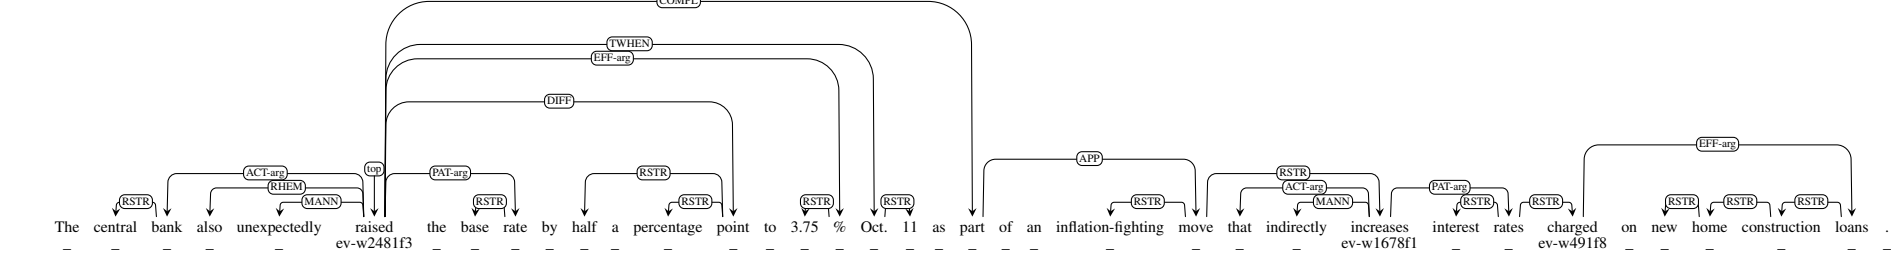 COMPL
TWHEN
EFF-arg
DIFF
EFF-arg
APP
ACT-arg top PAT-arg RSTR RSTR
RHEM ACT-arg PAT-arg
RSTR MANN RSTR RSTR RSTR RSTR RSTR MANN RSTR RSTR RSTR RSTR RSTR
The central bank also unexpectedly raised the base rate by half a percentage point to 3.75 % Oct. 11 as part of an inflation-fighting move that indirectly increases interest rates charged on new home construction loans .
_ _ _ _ _ ev-w2481f3 _ _ _ _ _ _ _ _ _ _ _ _ _ _ _ _ _ _ _ _ _ ev-w1678f1 _ _ ev-w491f8 _ _ _ _ _ _